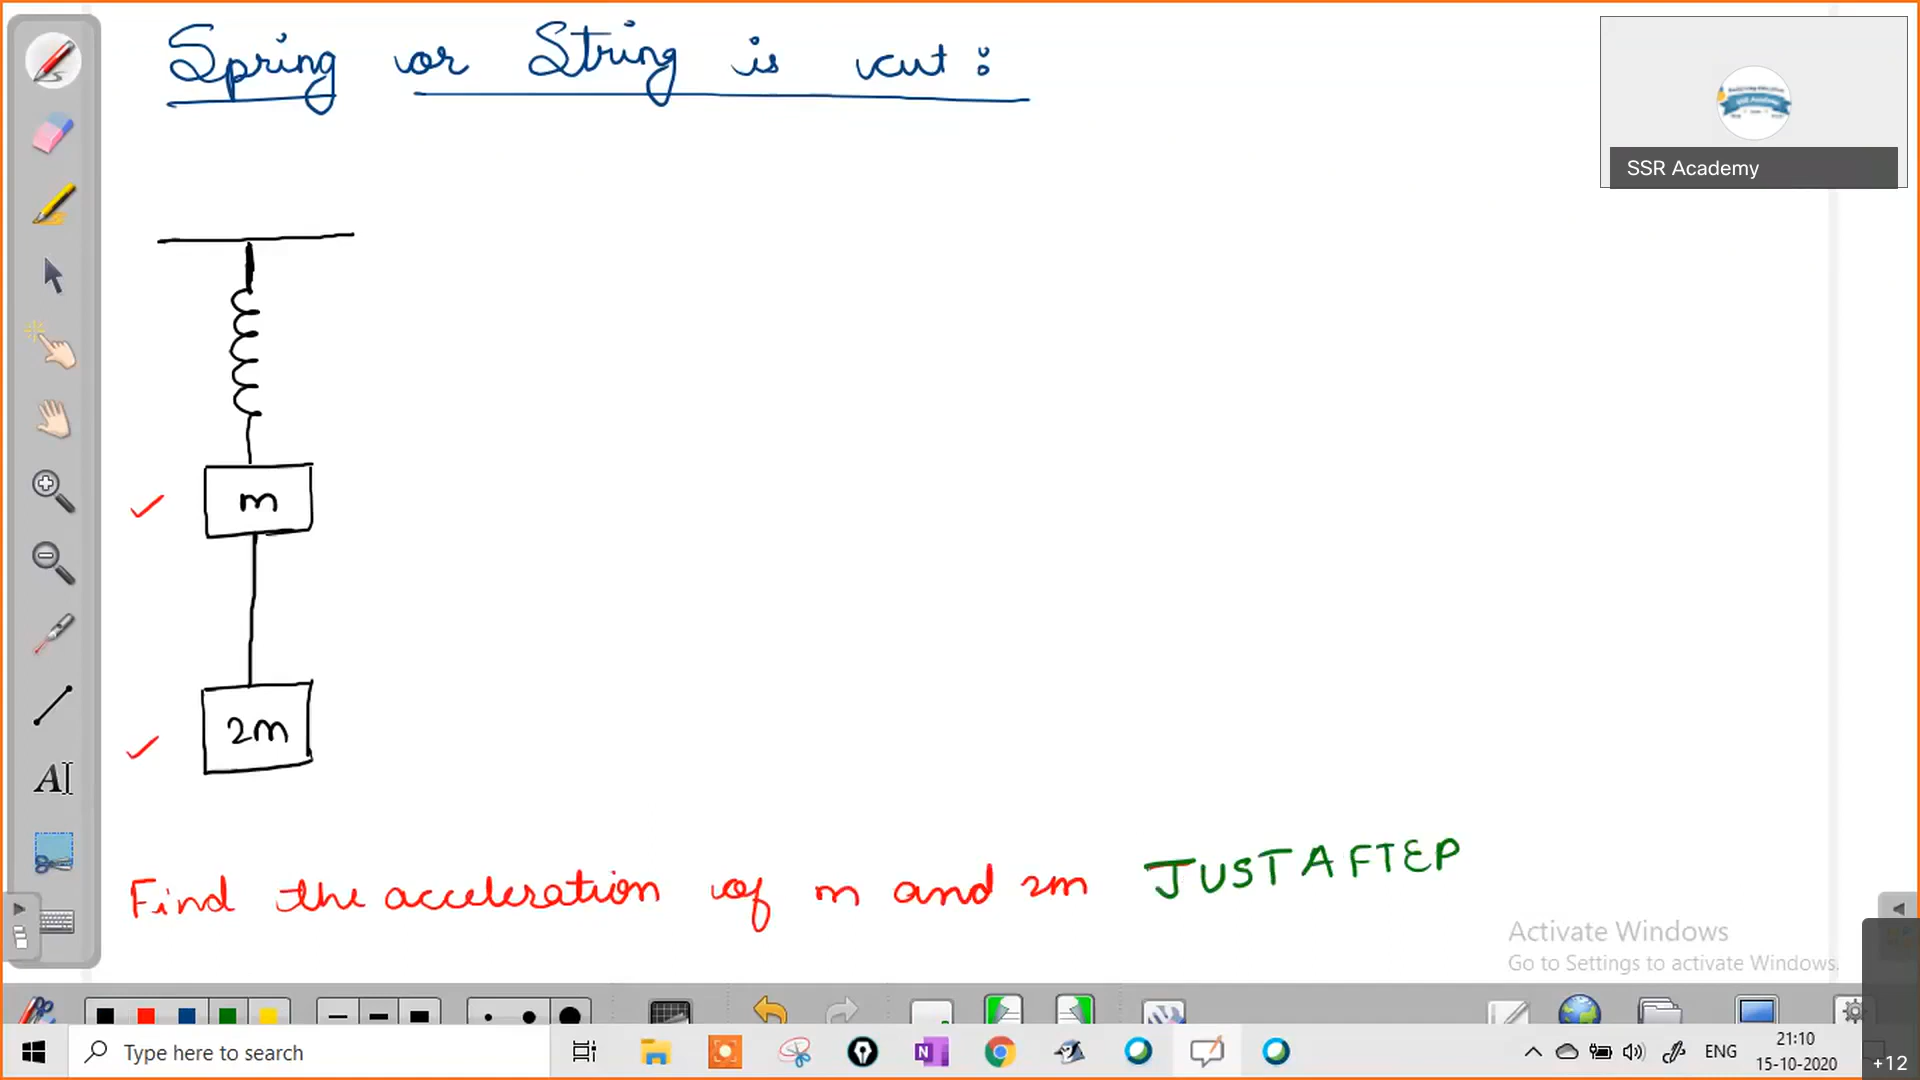 Spring or String is cut :
SSR Academy
m
2m
Find the acceleration of m and 2m JUST AFTEP
Activate Windows
Go to Settings to activate Windows.
A
Type here to search
ENG
21:10
15-10-2020
+12